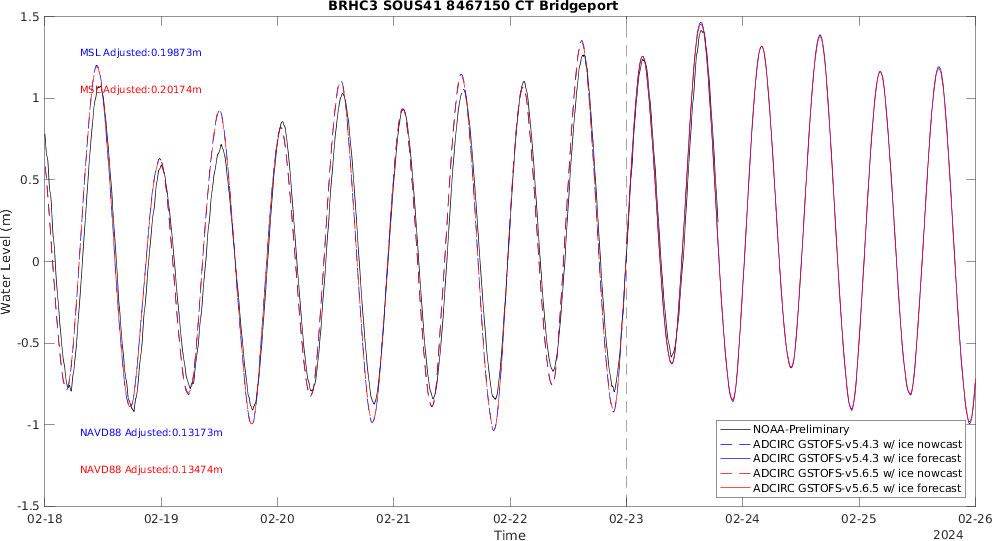 BRHC3 SOUS41 8467150 CT Bridgeport
1.5
1
0.5
0
-0.5
-1
-1.5
Water Level (m)
MSL Adjusted:0.19873m
MSL Adjusted:0.20174m
NAVD88 Adjusted:0.13173m
NAVD88 Adjusted:0.13474m
NOAA-Preliminary
ADCIRC GSTOFS-v5.4.3 w/ ice nowcast
ADCIRC GSTOFS-v5.4.3 w/ ice forecast
ADCIRC GSTOFS-v5.6.5 w/ ice nowcast
ADCIRC GSTOFS-v5.6.5 w/ ice forecast
02-18 02-19 02-20 02-21 02-22 02-23 02-24 02-25 02-26
Time
2024